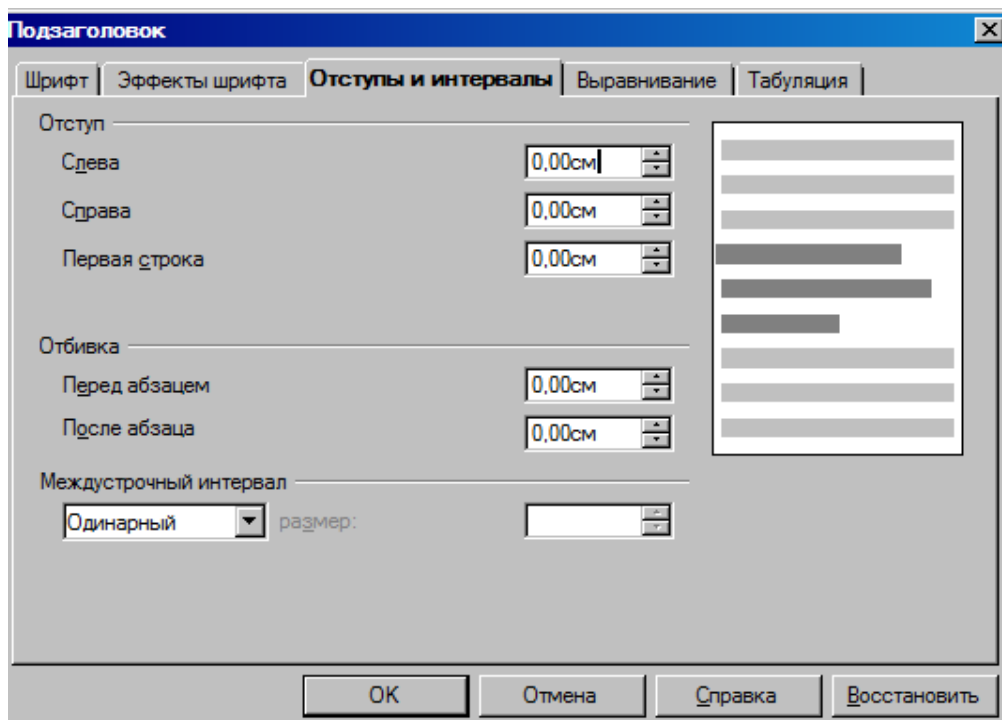 Подзаголовок
Шрифт Эффекты шрифта Отступы и интервалы Выравнивание Табуляция
Отступ
Слева 0,00см
Справа 0,00см
Первая строка 0,00см
Отбивка
Перед абзацем 0,00см
После абзаца 0,00см
Междустрочный интервал
Одинарный размер:
OK Отмена Справка Восстановить